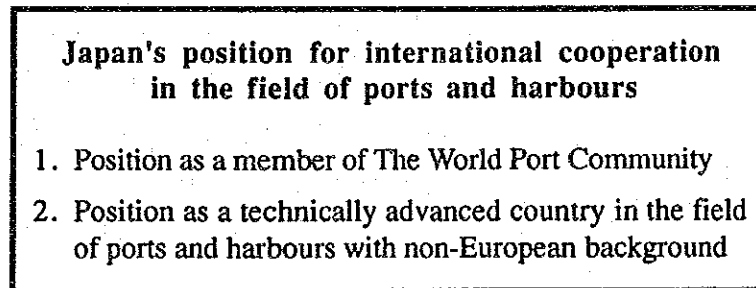 Japan's position for international cooperation
in the field of ports and harbours
1. Position as a member of The World Port Community
2. Position as a technically advanced country in the field
of ports and harbours with non-European background